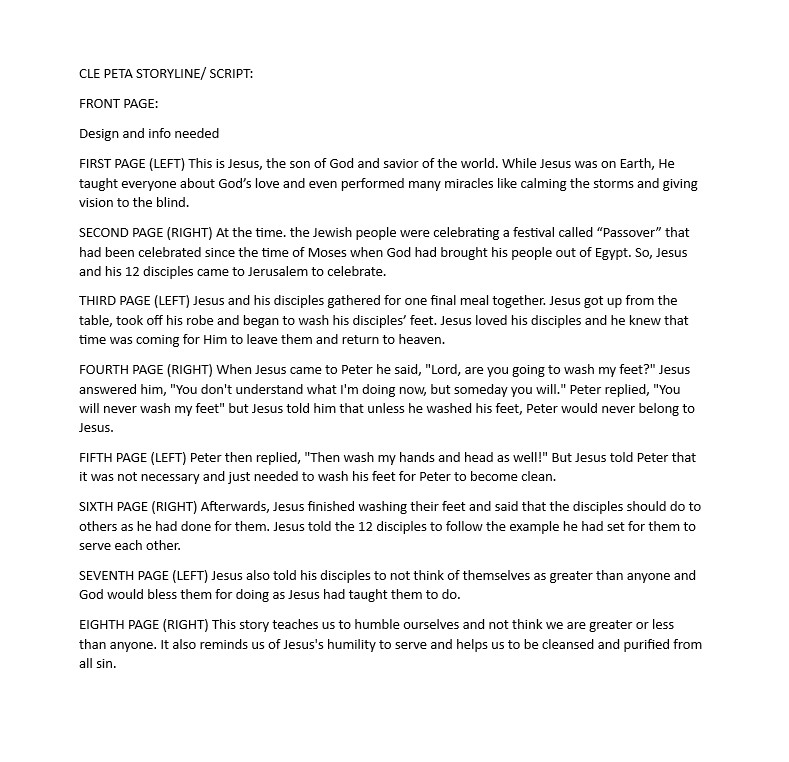 CLE PETA STORYLINE/ SCRIPT:
FRONT PAGE:
Design and info needed
FIRST PAGE (LEFT) This is Jesus, the son of God and savior of the world. While Jesus was on Earth, He
taught everyone about God’s love and even performed many miracles like calming the storms and giving
vision to the blind.
SECOND PAGE (RIGHT) At the time. the Jewish people were celebrating a festival called “Passover” that
had been celebrated since the time of Moses when God had brought his people out of Egypt. So, Jesus
and his 12 disciples came to Jerusalem to celebrate.
THIRD PAGE (LEFT) Jesus and his disciples gathered for one final meal together. Jesus got up from the
table, took off his robe and began to wash his disciples’ feet. Jesus loved his disciples and he knew that
time was coming for Him to leave them and return to heaven.
FOURTH PAGE (RIGHT) When Jesus came to Peter he said, "Lord, are you going to wash my feet?" Jesus
answered him, "You don't understand what I'm doing now, but someday you will." Peter replied, "You
will never wash my feet" but Jesus told him that unless he washed his feet, Peter would never belong to
Jesus.
FIFTH PAGE (LEFT) Peter then replied, "Then wash my hands and head as well!" But Jesus told Peter that
it was not necessary and just needed to wash his feet for Peter to become clean.
SIXTH PAGE (RIGHT) Afterwards, Jesus finished washing their feet and said that the disciples should do to
others as he had done for them. Jesus told the 12 disciples to follow the example he had set for them to
serve each other.
SEVENTH PAGE (LEFT) Jesus also told his disciples to not think of themselves as greater than anyone and
God would bless them for doing as Jesus had taught them to do.
EIGHTH PAGE (RIGHT) This story teaches us to humble ourselves and not think we are greater or less
than anyone. It also reminds us of Jesus's humility to serve and helps us to be cleansed and purified from
all sin.